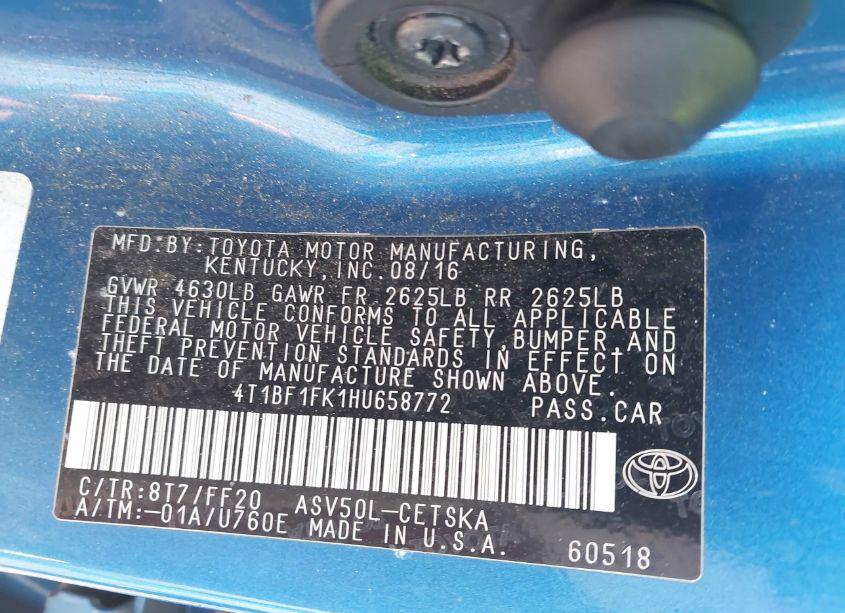 MFD.BY:TOYOTA MOTOR MANUFACTURING,
KENTUCKY,INC.08/16
GVWR 4630LB GAWR FR 2625LB RR 2625LB
THIS VEHICLE CONFORMS TO ALL APPLICABLE
FEDERAL MOTOR VEHICLE SAFETY,BUMPER,AND
THEFT PREVENTION STANDARDS IN EFFECT ON
THE DATE OF MANUFACTURE SHOWN ABOVE.
4T1BF1FK1HU658772 PASS.CAR
C/TR:8T7/FF20 ASV50L-CETSKA
A/TM:-01A/U760E MADE IN U.S.A. 60518